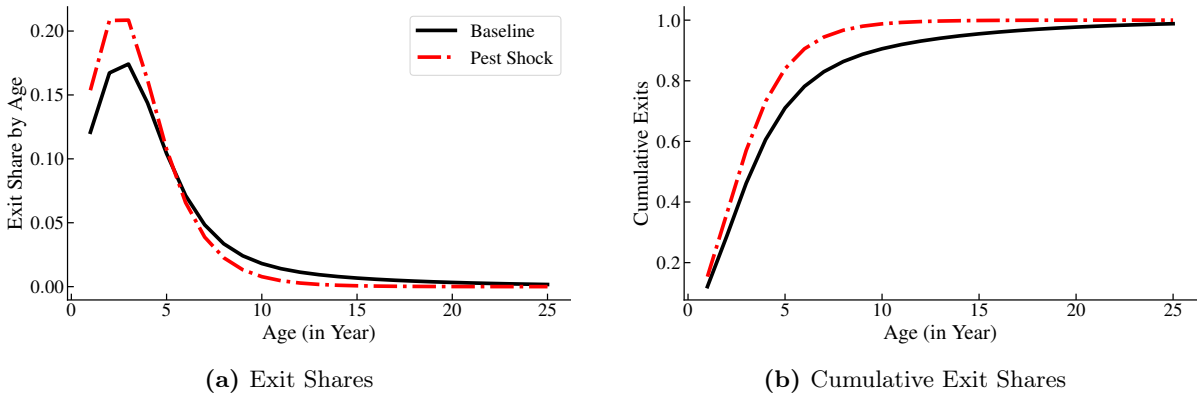 Exit Share by Age
0.20
0.15
0.10
0.05
0.00
0
5
10
15
20
25
Age (in Year)
Baseline
Pest Shock
(a) Exit Shares
Cumulative Exits
1.0
0.8
0.6
0.4
0.2
0
5
10
15
20
25
Age (in Year)
(b) Cumulative Exit Shares